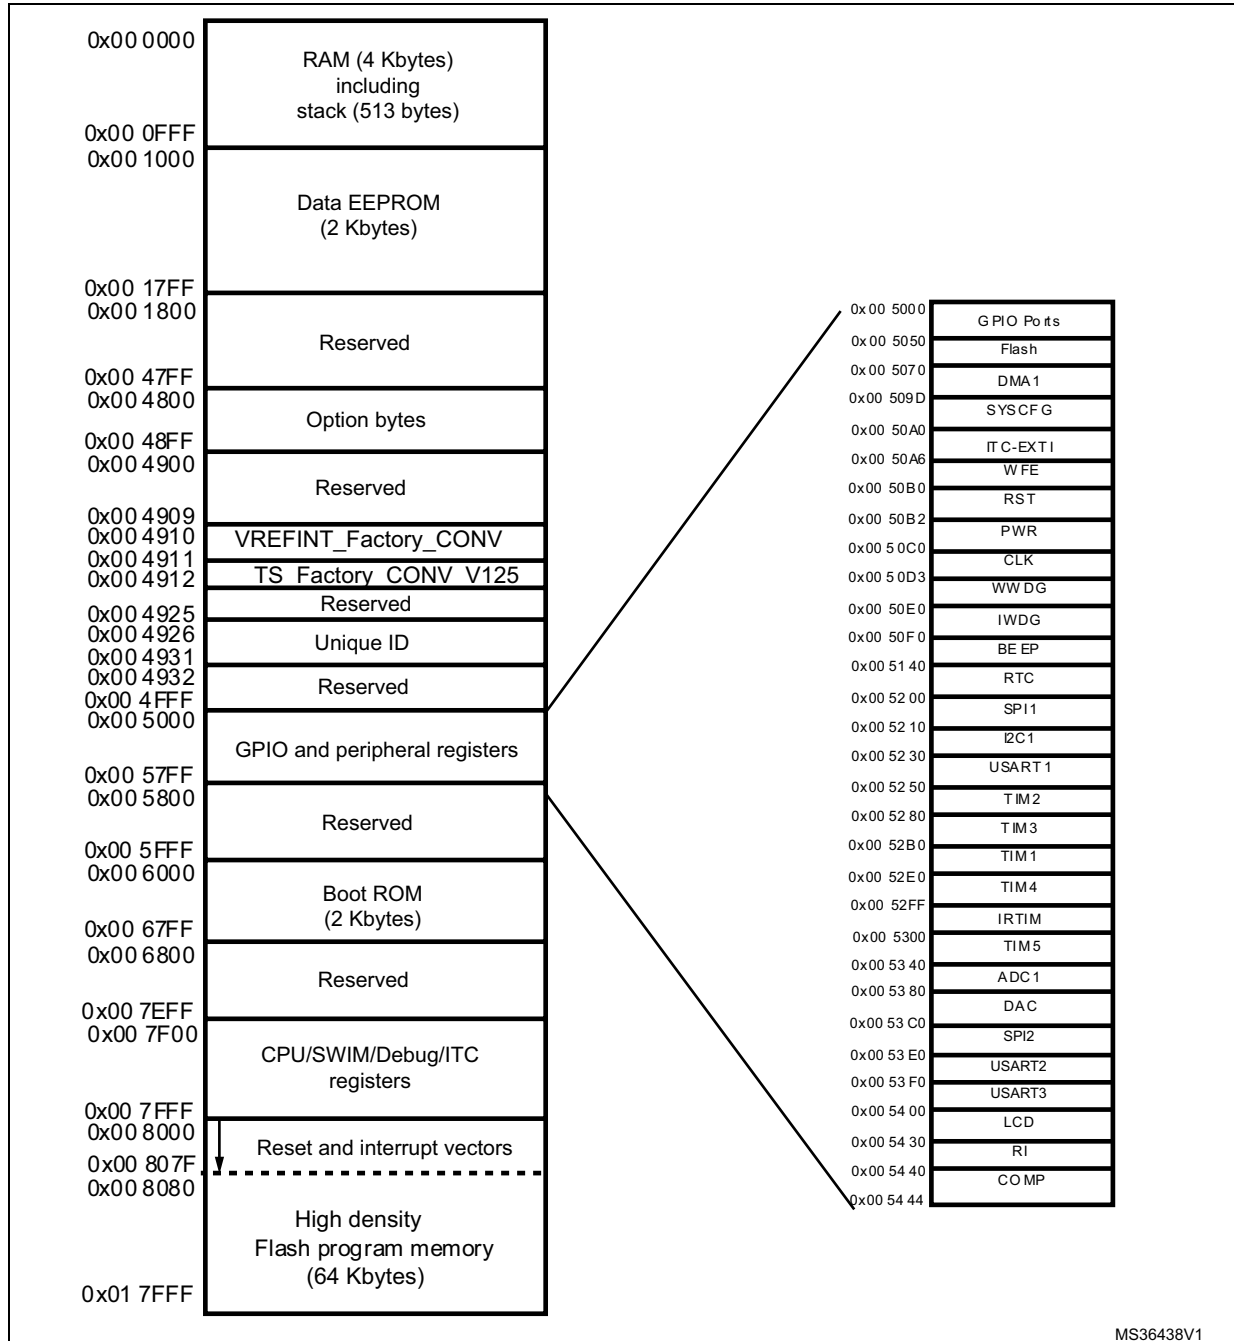 0x00 0000
RAM (4 Kbytes)
including
stack (513 bytes)
0x00 0FFF
0x00 1000
Data EEPROM
(2 Kbytes)
0x00 17FF
0x00 1800
Reserved
0x00 47FF
0x00 4800
Option bytes
0x00 48FF
0x00 4900
Reserved
0x00 4909
0x00 4910
VREFINT_Factory_CONV
0x00 4911
0x00 4912
TS_Factory_CONV_V125
Reserved
0x00 4925
0x00 4926
Unique ID
0x00 4931
0x00 4932
Reserved
0x00 4FFF
0x00 5000
GPIO and peripheral registers
0x00 57FF
0x00 5800
Reserved
0x00 5FFF
0x00 6000
Boot ROM
(2 Kbytes)
0x00 67FF
0x00 6800
Reserved
0x00 7EFF
0x00 7F00
CPU/SWIM/Debug/ITC
registers
0x00 7FFF
0x00 8000
Reset and interrupt vectors
0x00 807F
0x00 8080
High density
Flash program memory
(64 Kbytes)
0x01 7FFF
0x00 5000
GPIO Ports
0x00 5050
Flash
0x00 5070
DMA1
0x00 509D
SYSCFG
0x00 50A0
ITC-EXTI
0x00 50A6
WFE
0x00 50B0
RST
0x00 50B2
PWR
0x00 50C0
CLK
0x00 50D3
WWDG
0x00 50E0
IWDG
0x00 50F0
BEEP
0x00 5140
RTC
0x00 5200
SPI1
0x00 5210
I2C1
0x00 5230
USART1
0x00 5250
TIM2
0x00 5280
TIM3
0x00 52B0
TIM1
0x00 52E0
TIM4
0x00 52FF
IRTIM
0x00 5300
TIM5
0x00 5340
ADC1
0x00 5380
DAC
0x00 53C0
SPI2
0x00 53E0
USART2
0x00 53F0
USART3
0x00 5400
LCD
0x00 5430
RI
0x00 5440
COMP
0x00 5444
MS36438V1